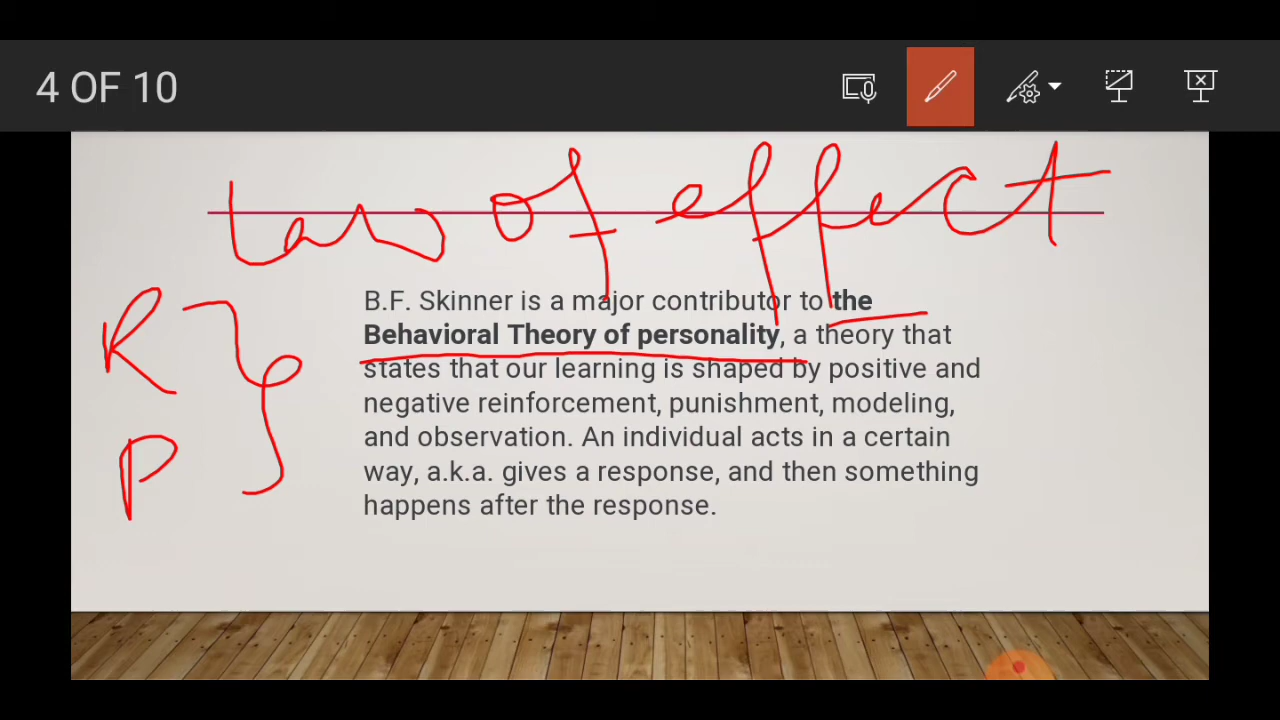 4 OF 10
Law of effect
R
P
B.F. Skinner is a major contributor to the
Behavioral Theory of personality, a theory that
states that our learning is shaped by positive and
negative reinforcement, punishment, modeling,
and observation. An individual acts in a certain
way, a.k.a. gives a response, and then something
happens after the response.